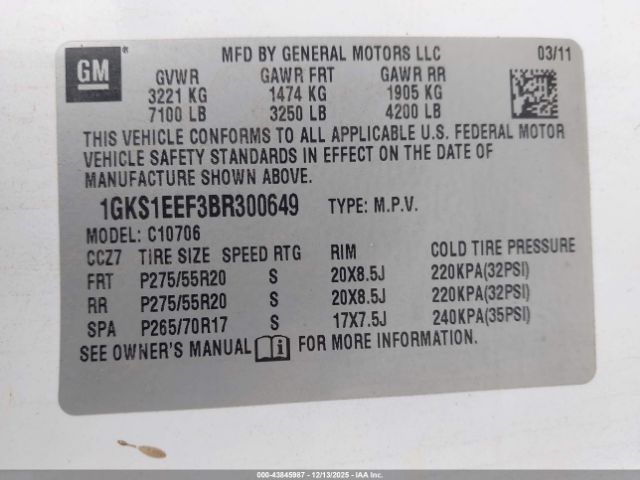 GM
®
MFD BY GENERAL MOTORS LLC 03/11
GVWR GAWR FRT GAWR RR
3221 KG 1474 KG 1905 KG
7100 LB 3250 LB 4200 LB
THIS VEHICLE CONFORMS TO ALL APPLICABLE U.S. FEDERAL MOTOR
VEHICLE SAFETY STANDARDS IN EFFECT ON THE DATE OF
MANUFACTURE SHOWN ABOVE.
1GKS1EEF3BR300649 TYPE: M.P.V.
MODEL: C10706
CCZ7 TIRE SIZE SPEED RTG RIM COLD TIRE PRESSURE
FRT P275/55R20 S 20X8.5J 220KPA(32PSI)
RR P275/55R20 S 20X8.5J 220KPA(32PSI)
SPA P265/70R17 S 17X7.5J 240KPA(35PSI)
SEE OWNER'S MANUAL i FOR MORE INFORMATION.
000-43845987 - 12/13/2025 - IAAI.CA